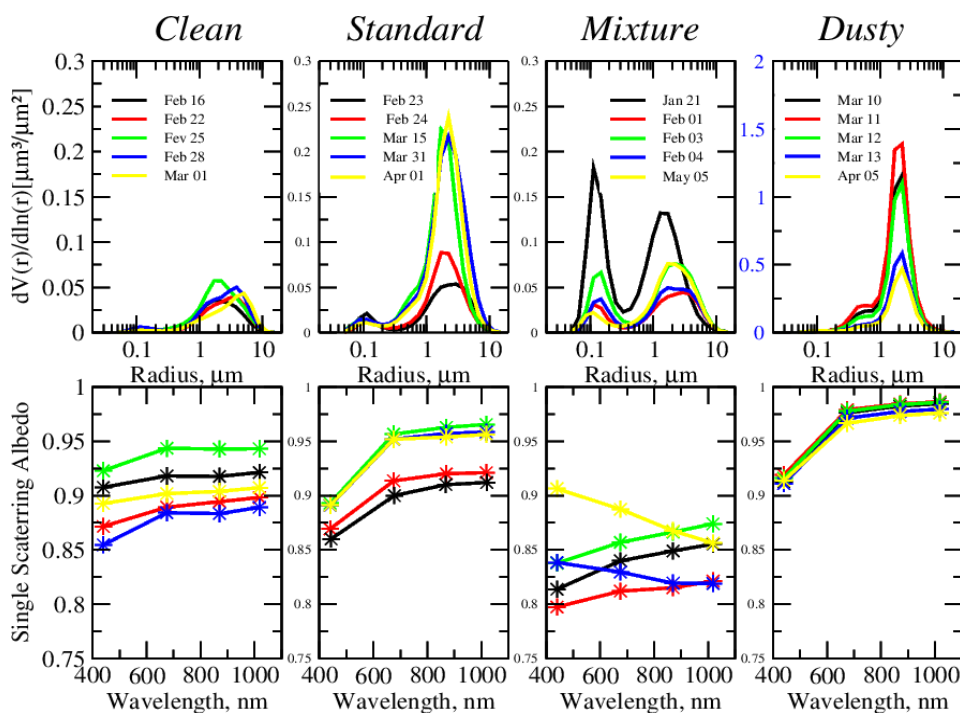 Clean Standard Mixture Dusty
dV(r)/dln(r)[µm³/µm²]
0.3
0.25
0.2
0.15
0.1
0.05
0
Feb 16
Feb 22
Fev 25
Feb 28
Mar 01
0.1 1 10
Radius, µm
0.3
0.25
0.2
0.15
0.1
0.05
0
Feb 23
Feb 24
Mar 15
Mar 31
Apr 01
0.1 1 10
Radius, µm
0.3
0.25
0.2
0.15
0.1
0.05
0
Jan 21
Feb 01
Feb 03
Feb 04
May 05
0.1 1 10
Radius, µm
2
1.5
1
0.5
0
Mar 10
Mar 11
Mar 12
Mar 13
Apr 05
0.1 1 10
Radius, µm
Single Scaterring Albedo
1
0.95
0.9
0.85
0.8
0.75
400 600 800 1000
Wavelength, nm
1
0.95
0.9
0.85
0.8
0.75
400 600 800 1000
Wavelength, nm
1
0.95
0.9
0.85
0.8
0.75
400 600 800 1000
Wavelength, nm
1
0.95
0.9
0.85
0.8
0.75
400 600 800 1000
Wavelength, nm